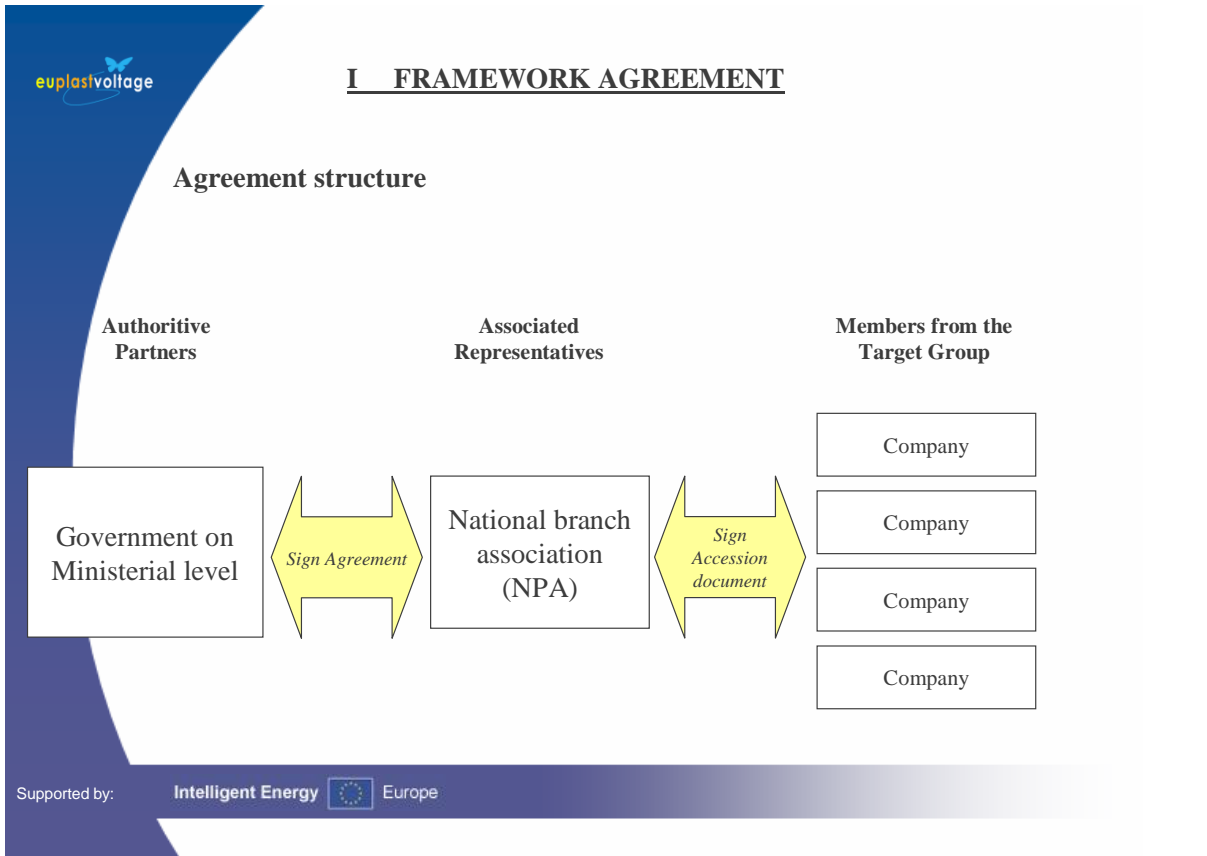 euplastvoltage
I FRAMEWORK AGREEMENT
Agreement structure
Authoritive
Partners
Associated
Representatives
Members from the
Target Group
Government on
Ministerial level
Sign Agreement
National branch
association
(NPA)
Sign
Accession
document
Company
Company
Company
Company
Supported by:
Intelligent Energy Europe